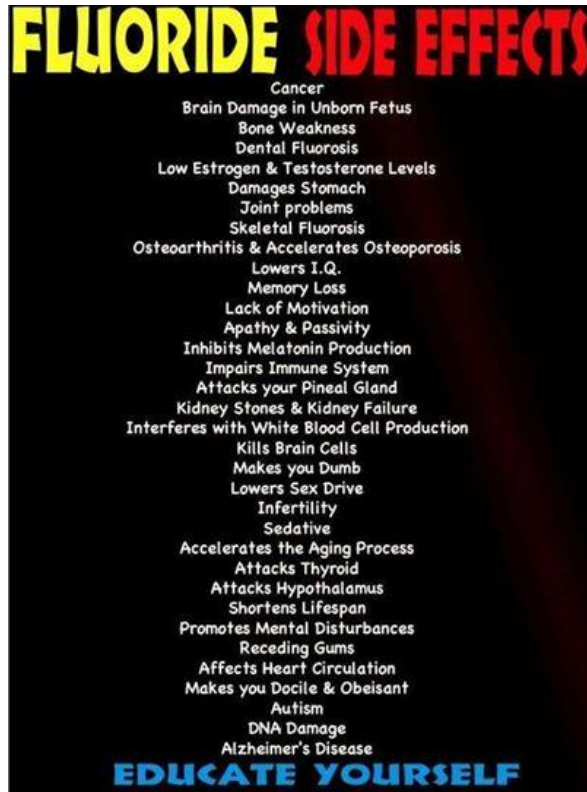 FLUORIDE SIDE EFFECTS
Cancer
Brain Damage in Unborn Fetus
Bone Weakness
Dental Fluorosis
Low Estrogen & Testosterone Levels
Damages Stomach
Joint problems
Skeletal Fluorosis
Osteoarthritis & Accelerates Osteoporosis
Lowers I.Q.
Memory Loss
Lack of Motivation
Apathy & Passivity
Inhibits Melatonin Production
Impairs Immune System
Attacks your Pineal Gland
Kidney Stones & Kidney Failure
Interferes with White Blood Cell Production
Kills Brain Cells
Makes you Dumb
Lowers Sex Drive
Infertility
Sedative
Accelerates the Aging Process
Attacks Thyroid
Attacks Hypothalamus
Shortens Lifespan
Promotes Mental Disturbances
Receding Gums
Affects Heart Circulation
Makes you Docile & Obeisant
Autism
DNA Damage
Alzheimer's Disease
EDUCATE YOURSELF